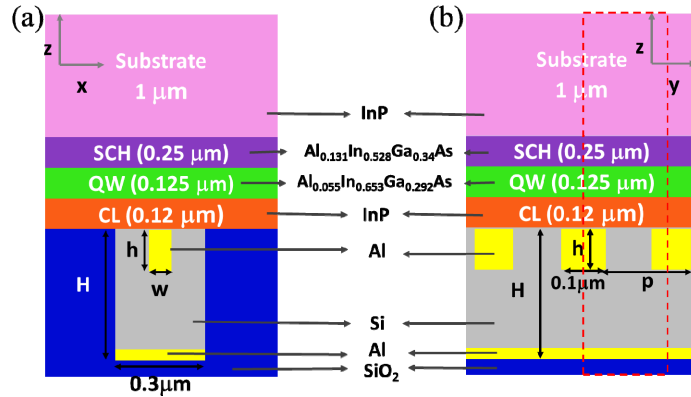 (a)
z
x
Substrate
1 μm
SCH (0.25 μm)
QW (0.125 μm)
CL (0.12 μm)
h
w
H
0.3μm
InP
Al0.131In0.528Ga0.34As
Al0.055In0.653Ga0.292As
InP
Al
Si
Al
SiO2
(b)
z
y
Substrate
1 μm
SCH (0.25 μm)
QW (0.125 μm)
CL (0.12 μm)
h
0.1μm
p
H